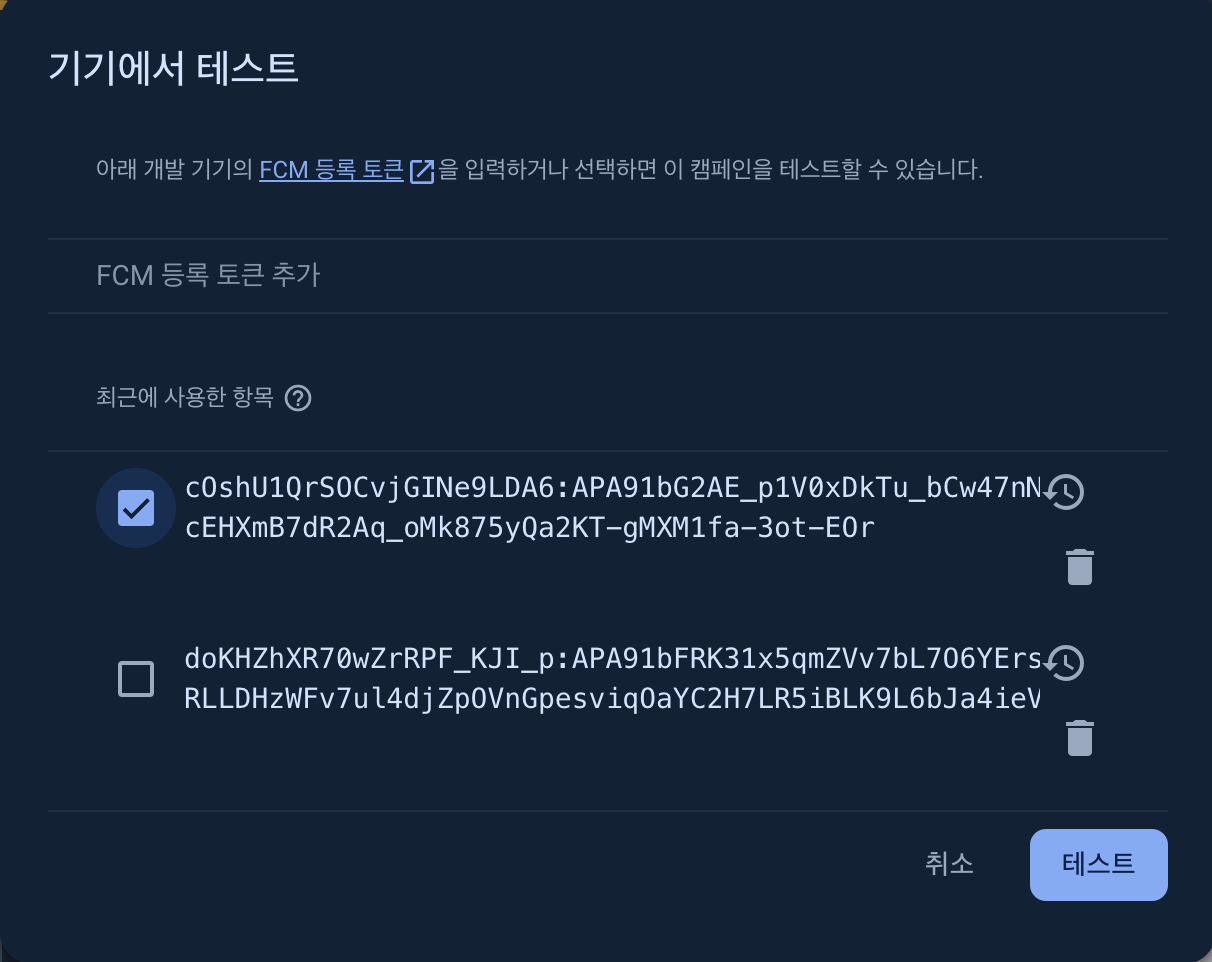 기기에서 테스트
아래 개발 기기의 FCM 등록 토큰을 입력하거나 선택하면 이 캠페인을 테스트할 수 있습니다.
FCM 등록 토큰 추가
최근에 사용한 항목
cOshU1QrSOCvjGINe9LDA6:APA91bG2AE_p1V0xDkTu_bCw47nN
cEHXmB7dR2Aq_oMk875yQa2KT-gMXM1fa-3ot-EOr
doKHZhXR70wZrRPF_KJI_p:APA91bFRK31x5qmZVv7bL7O6YErs
RLLDHzWFv7ul4djZpOVnGpesviqOaYC2H7LR5iBLK9L6bJa4ieV
취소
테스트